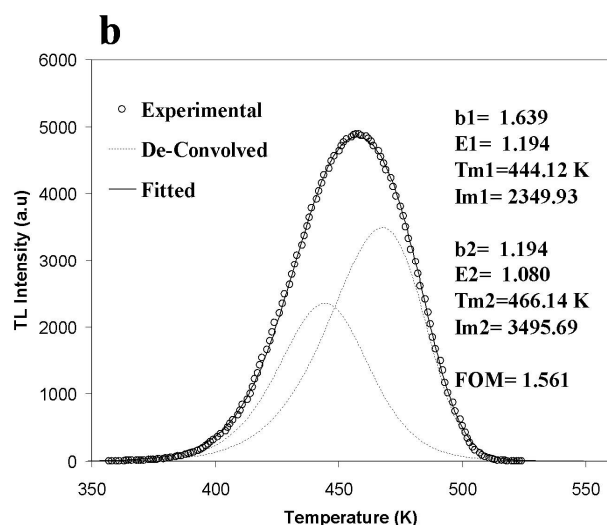 b
6000
5000
4000
3000
2000
1000
0
TL Intensity (a.u)
Experimental
De-Convolved
Fitted
b1= 1.639
E1= 1.194
Tm1=444.12 K
Im1= 2349.93
b2= 1.194
E2= 1.080
Tm2=466.14 K
Im2= 3495.69
FOM= 1.561
350 400 450 500 550
Temperature (K)